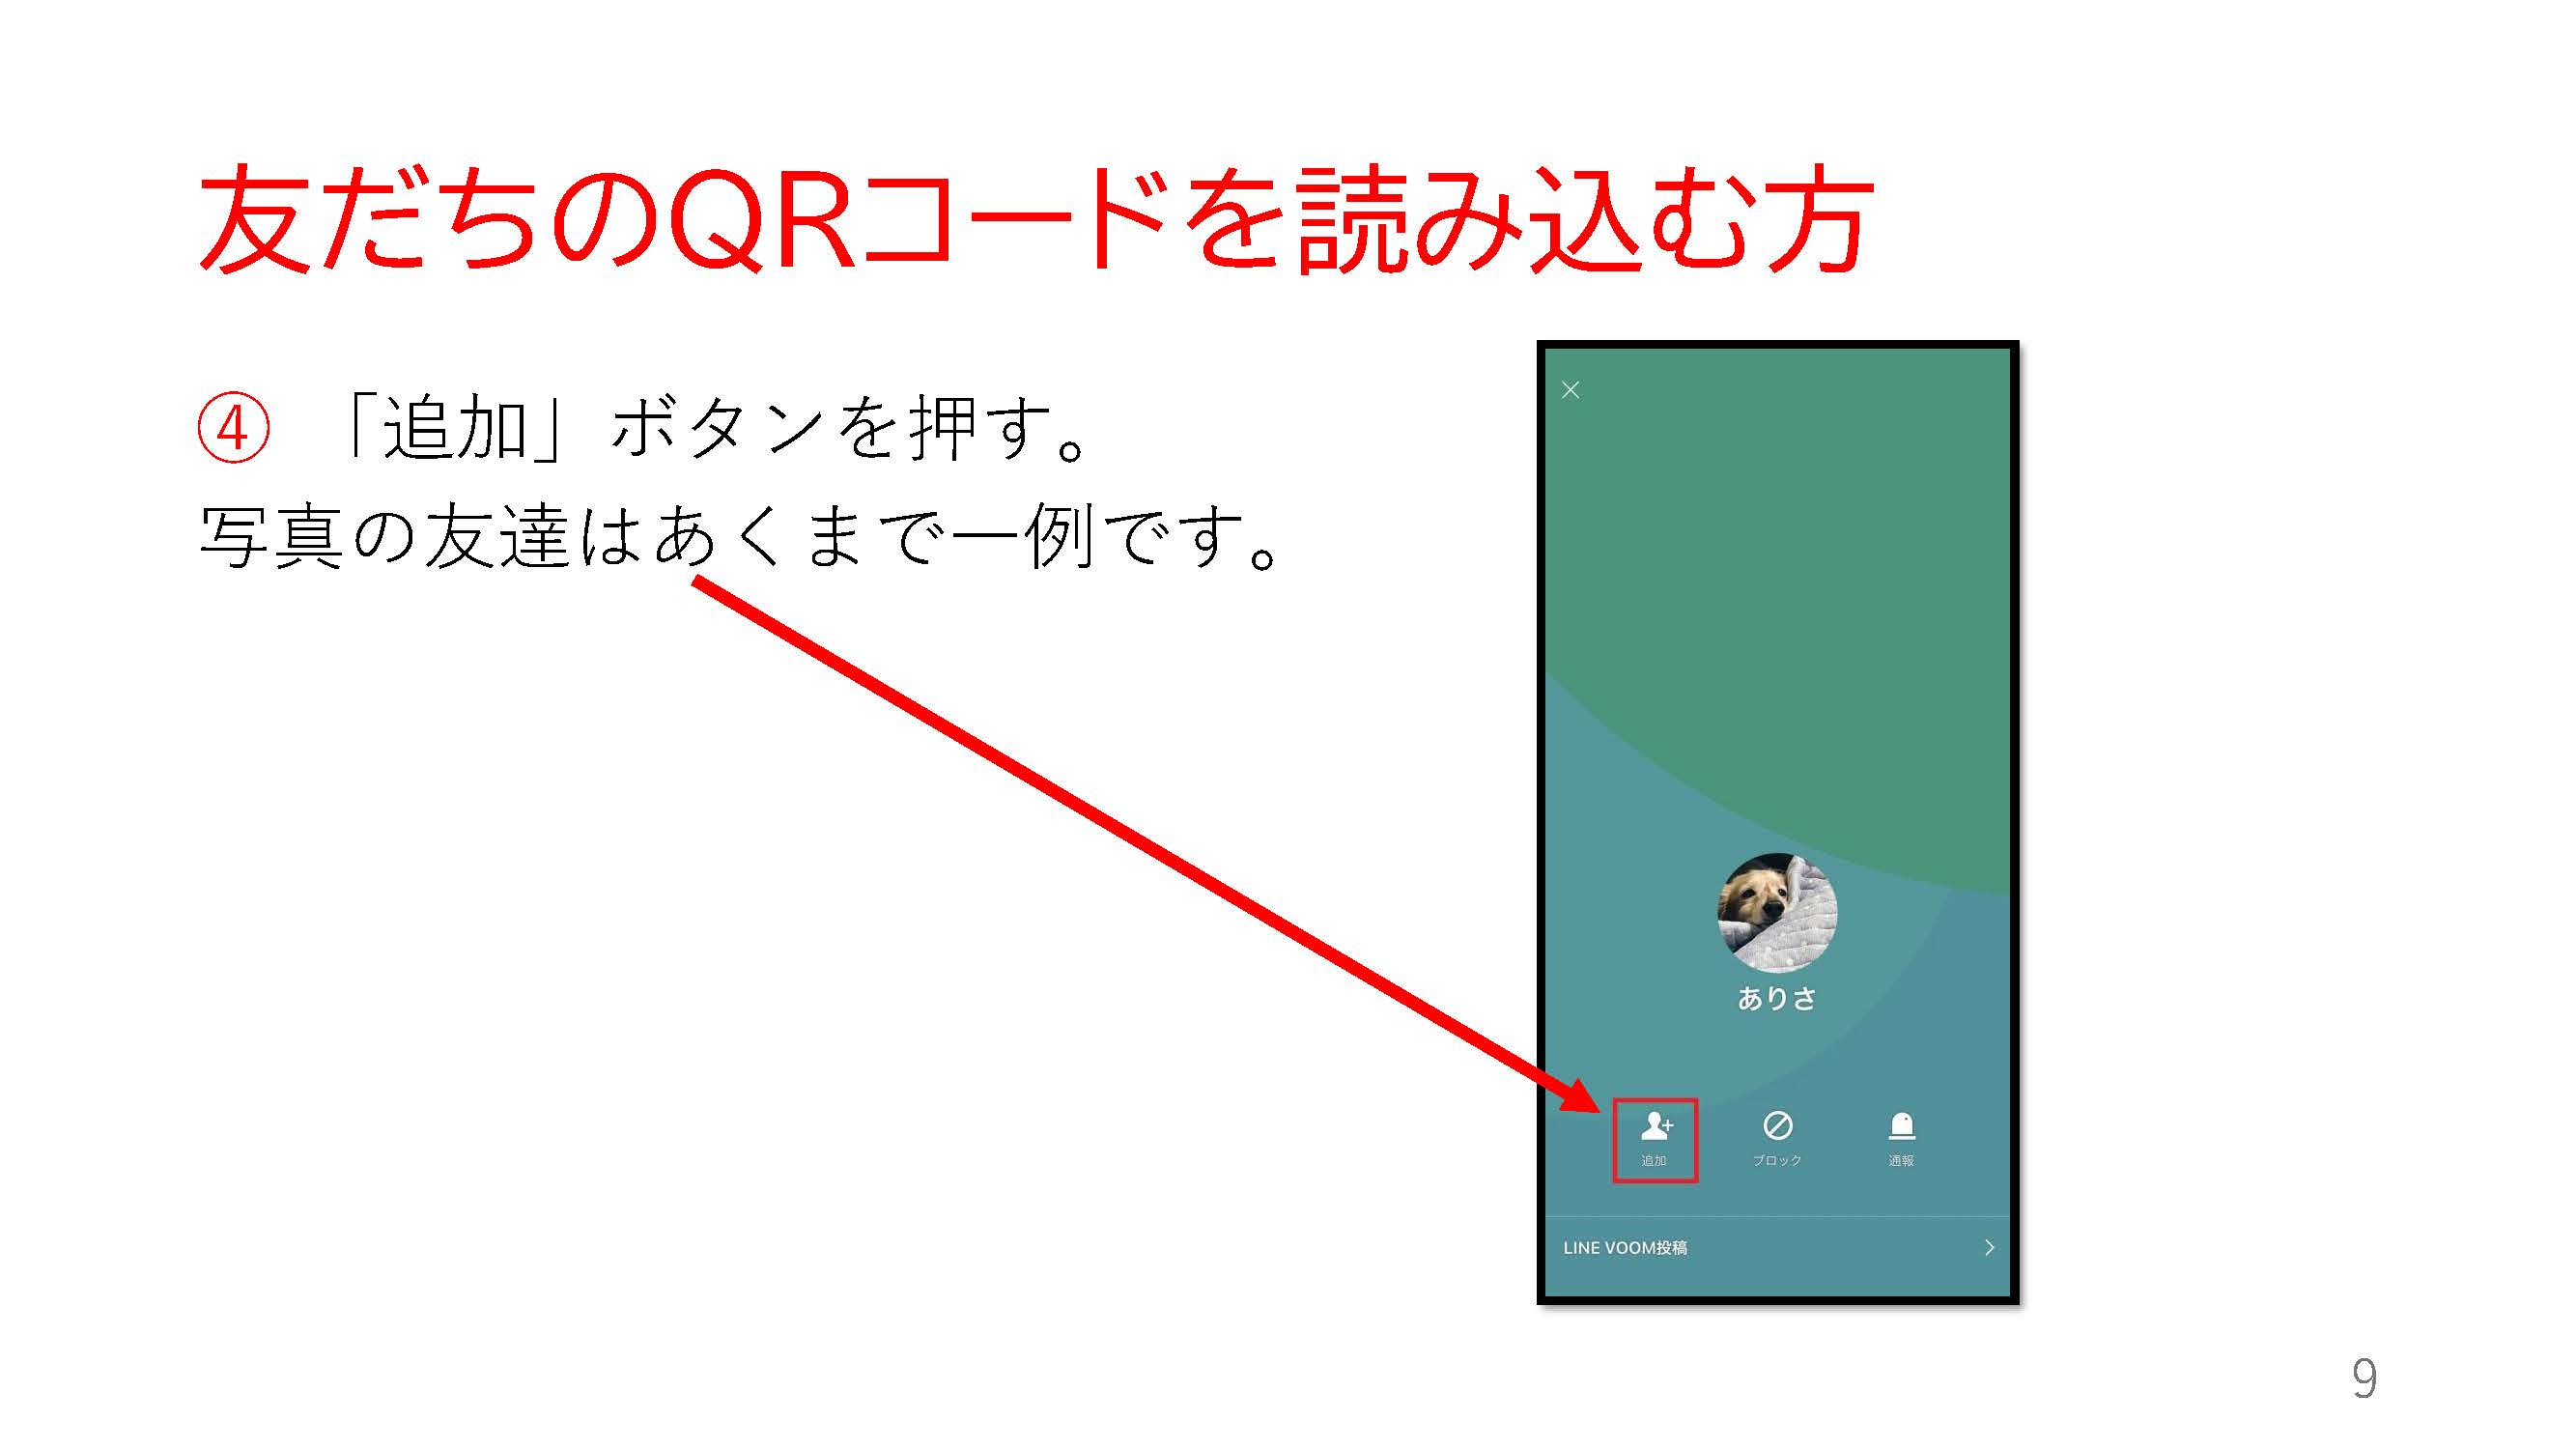 友だちのQRコードを読み込む方
④ 「追加」ボタンを押す。
写真の友達はあくまで一例です。
ありさ
追加 ブロック 通報
LINE VOOM投稿
9